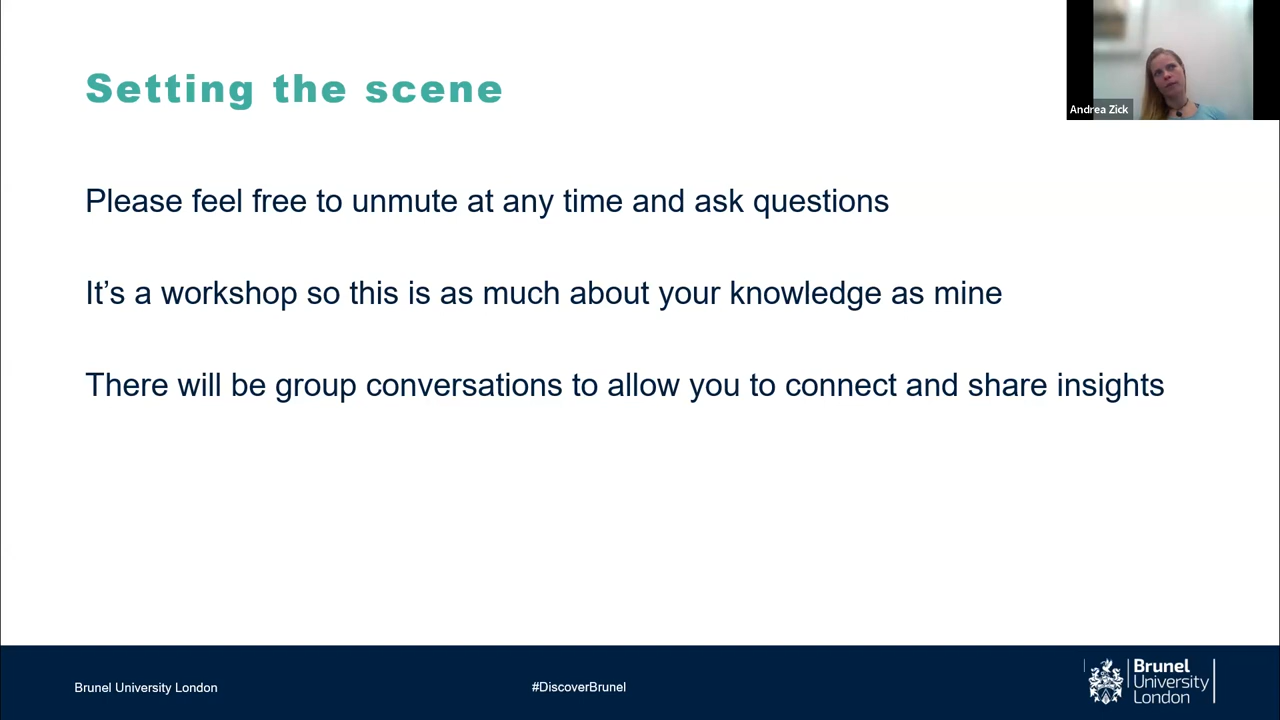 Setting the scene
Andrea Zick
Please feel free to unmute at any time and ask questions
It’s a workshop so this is as much about your knowledge as mine
There will be group conversations to allow you to connect and share insights
Brunel University London
#DiscoverBrunel
Brunel
University
London